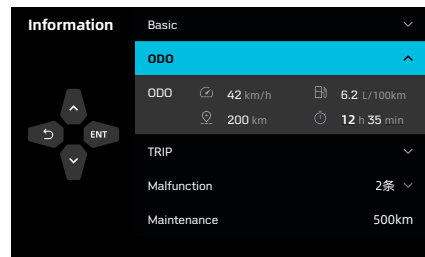 Information
Basic
ODO
ODO 42 km/h 6.2 L/100km
200 km 12 h 35 min
ENT
TRIP
Malfunction 2条
Maintenance 500km